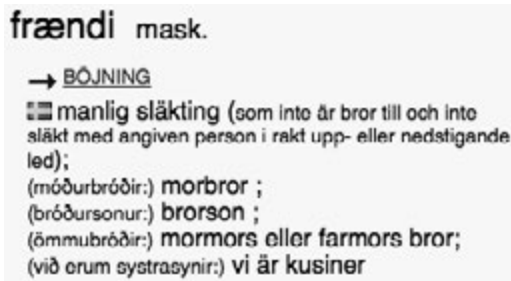 frændi mask.
→ BÖJNING
manlig släkting (som inte är bror till och inte
släkt med angiven person i rakt upp- eller nedstigande
led);
(móðurbróðir:) morbror ;
(bróðursonur:) brorson ;
(ömmubróðir:) mormors eller farmors bror;
(við erum systrasynir:) vi är kusiner